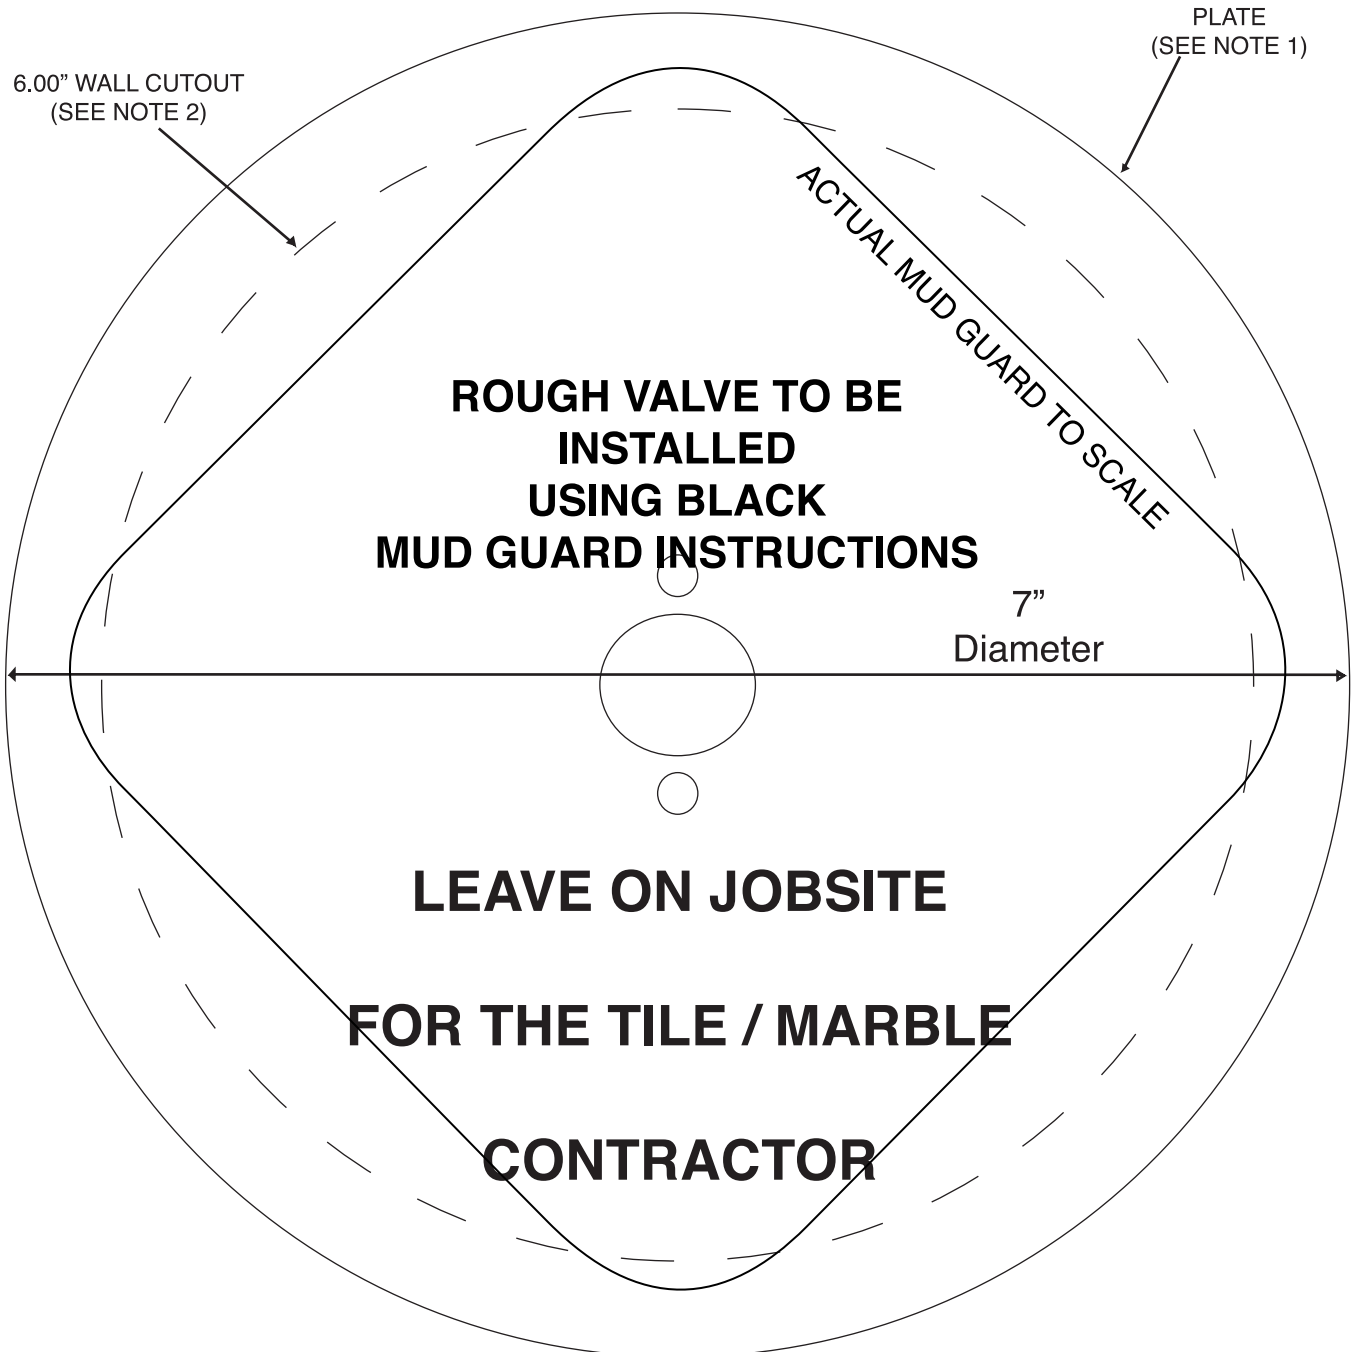 PLATE
(SEE NOTE 1)
6.00” WALL CUTOUT
(SEE NOTE 2)
ACTUAL MUD GUARD TO SCALE
ROUGH VALVE TO BE
INSTALLED
USING BLACK
MUD GUARD INSTRUCTIONS
7”
Diameter
LEAVE ON JOBSITE
FOR THE TILE / MARBLE
CONTRACTOR